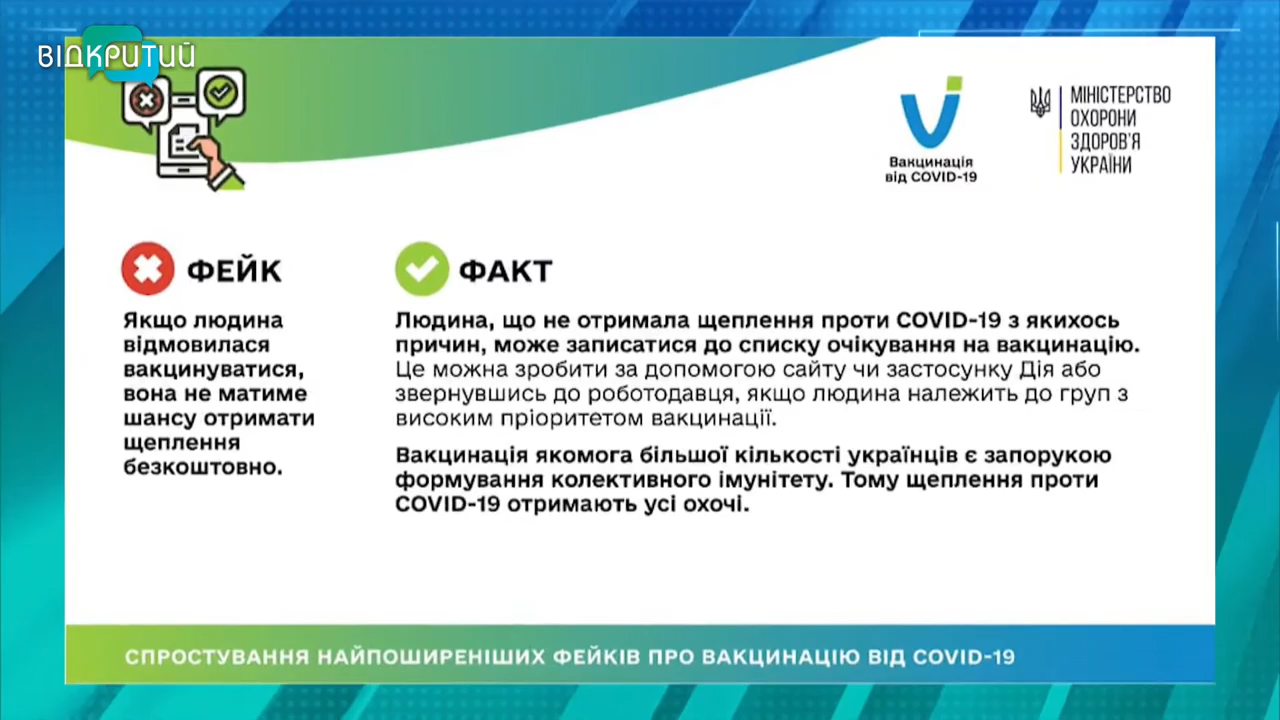 ВІДКРИТИЙ
Вакцинація
від COVID-19
МІНІСТЕРСТВО
ОХОРОНИ
ЗДОРОВ'Я
УКРАЇНИ
ФЕЙК
Якщо людина
відмовилася
вакцинуватися,
вона не матиме
шансу отримати
щеплення
безкоштовно.
ФАКТ
Людина, що не отримала щеплення проти COVID-19 з якихось
причин, може записатися до списку очікування на вакцинацію.
Це можна зробити за допомогою сайту чи застосунку Дія або
звернувшись до роботодавця, якщо людина належить до груп з
високим пріоритетом вакцинації.
Вакцинація якомога більшої кількості українців є запорукою
формування колективного імунітету. Тому щеплення проти
COVID-19 отримають усі охочі.
СПРОСТУВАННЯ НАЙПОШИРЕНІШИХ ФЕЙКІВ ПРО ВАКЦИНАЦІЮ ВІД COVID-19